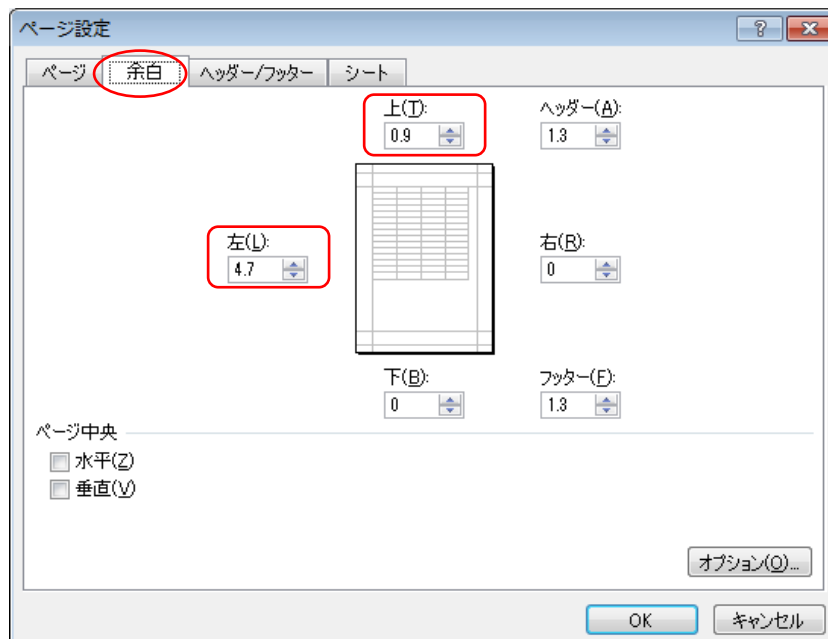 ページ設定
ページ 余白 ヘッダー/フッター シート
上(T): ヘッダー(A):
0.9 1.3
左(L): 右(R):
4.7 0
下(B): フッター(F):
0 1.3
ページ中央
水平(Z)
垂直(V)
オプション(O)...
OK キャンセル